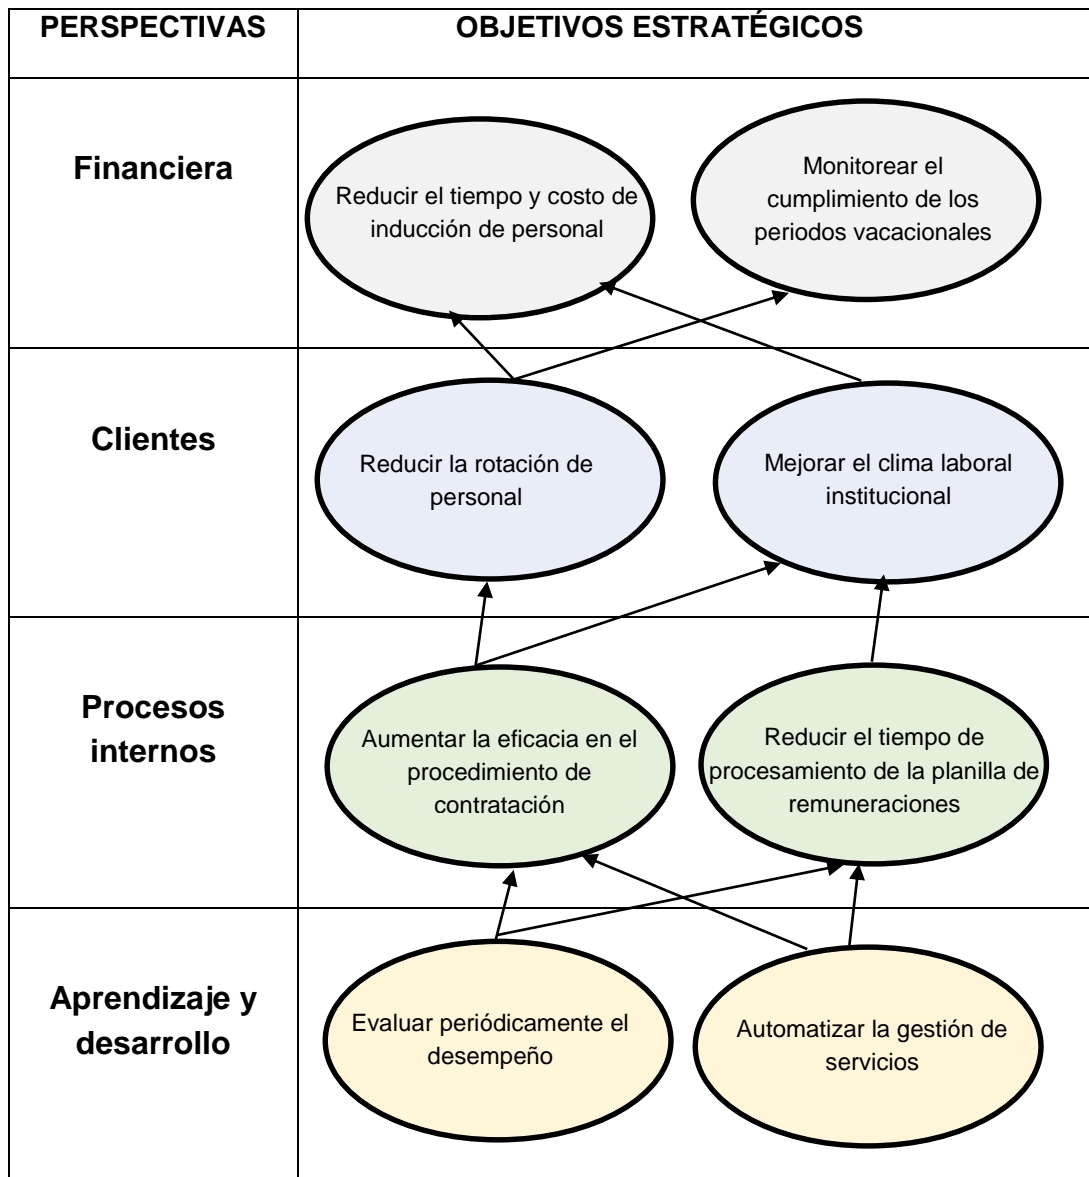 PERSPECTIVAS
OBJETIVOS ESTRATÉGICOS
Financiera
Reducir el tiempo y costo de
inducción de personal
Monitorear el
cumplimiento de los
periodos vacacionales
Clientes
Reducir la rotación de
personal
Mejorar el clima laboral
institucional
Procesos
internos
Aumentar la eficacia en el
procedimiento de
contratación
Reducir el tiempo de
procesamiento de la planilla de
remuneraciones
Aprendizaje y
desarrollo
Evaluar periódicamente el
desempeño
Automatizar la gestión de
servicios